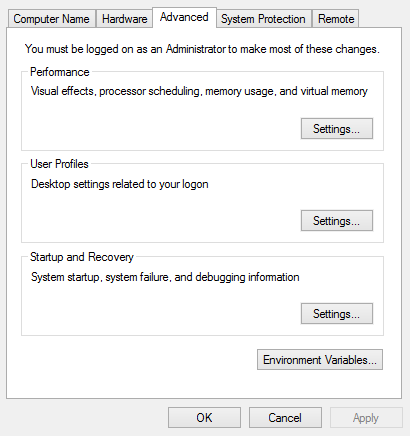 Computer Name Hardware Advanced System Protection Remote
You must be logged on as an Administrator to make most of these changes.
Performance
Visual effects, processor scheduling, memory usage, and virtual memory
Settings...
User Profiles
Desktop settings related to your logon
Settings...
Startup and Recovery
System startup, system failure, and debugging information
Settings...
Environment Variables...
OK Cancel Apply